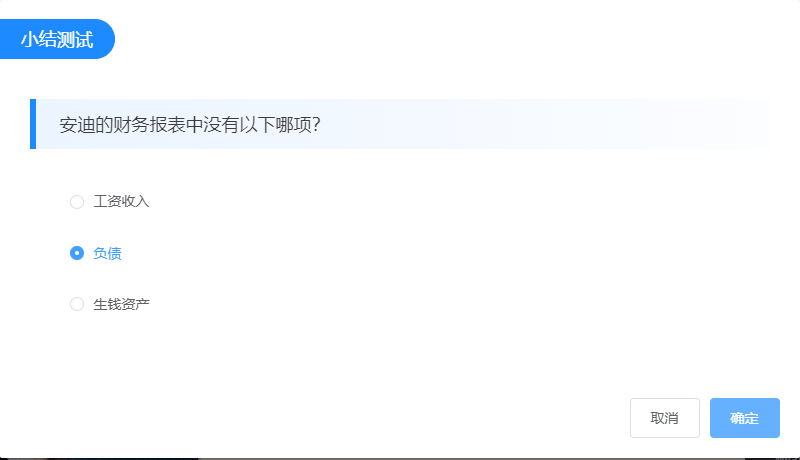 小结测试
安迪的财务报表中没有以下哪项?
工资收入
负债
生钱资产
取消
确定